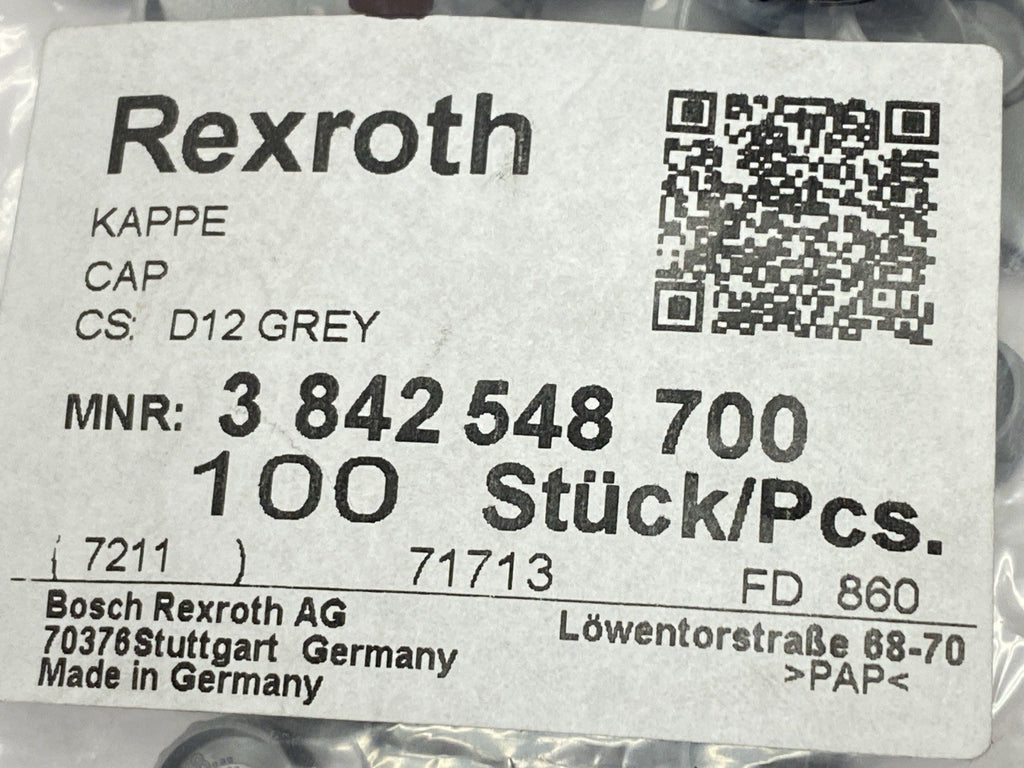 Rexroth
KAPPE
CAP
CS: D12 GREY
MNR: 3 842 548 700
100 Stück/Pcs.
( 7211 ) 71713 FD 860
Bosch Rexroth AG Löwentorstraße 68-70
70376 Stuttgart Germany >PAP<
Made in Germany